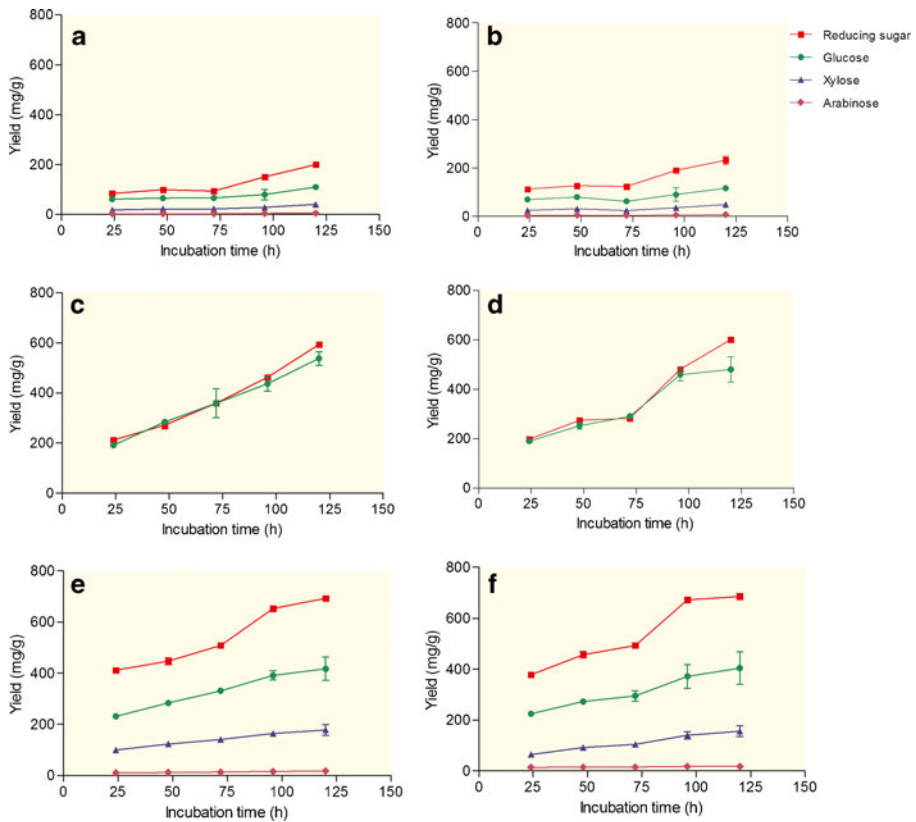 a
800
600
400
200
0
Yield (mg/g)
0 25 50 75 100 125 150
Incubation time (h)
b
800
600
400
200
0
Yield (mg/g)
0 25 50 75 100 125 150
Incubation time (h)
Reducing sugar
Glucose
Xylose
Arabinose
c
800
600
400
200
0
Yield (mg/g)
0 25 50 75 100 125 150
Incubation time (h)
d
800
600
400
200
0
Yield (mg/g)
0 25 50 75 100 125 150
Incubation time (h)
e
800
600
400
200
0
Yield (mg/g)
0 25 50 75 100 125 150
Incubation time (h)
f
800
600
400
200
0
Yield (mg/g)
0 25 50 75 100 125 150
Incubation time (h)